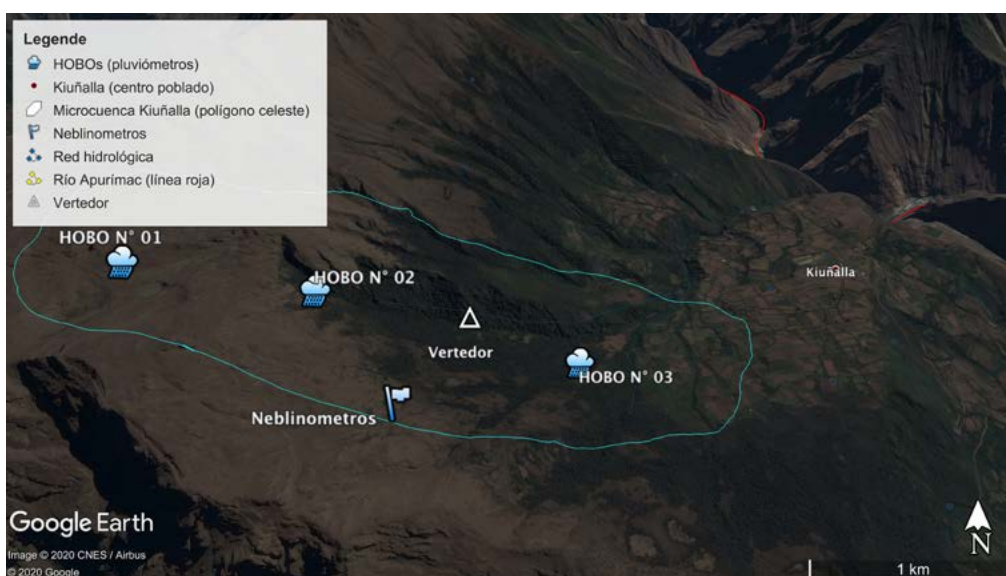 Legende
HOBOs (pluviómetros)
Kiuñalla (centro poblado)
Microcuenca Kiuñalla (polígono celeste)
Neblinometros
Red hidrológica
Río Apurímac (línea roja)
Vertedor
HOBO N° 01
HOBO N° 02
Kiuñalla
Vertedor
HOBO N° 03
Neblinometros
Google Earth
Image © 2020 CNES / Airbus
© 2020 Google
N
1 km